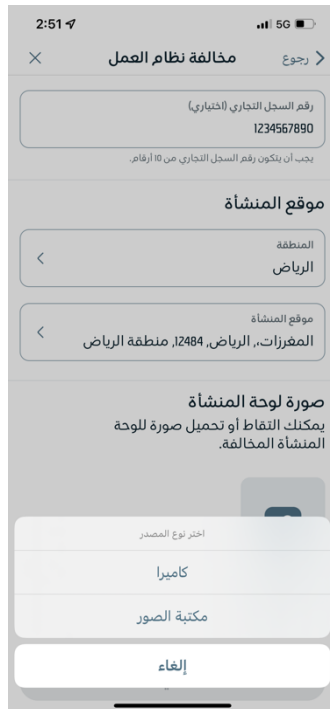 2:51
5G
رجوع
مخالفة نظام العمل
رقم السجل التجاري (اختياري)
1234567890
يجب أن يتكون رقم السجل التجاري من 10 أرقام.
موقع المنشأة
المنطقة
الرياض
موقع المنشأة
المغرزات،, الرياض, 12484, منطقة الرياض
صورة لوحة المنشأة
يمكنك التقاط أو تحميل صورة للوحة
المنشأة المخالفة.
اختر نوع المصدر
كاميرا
مكتبة الصور
إلغاء